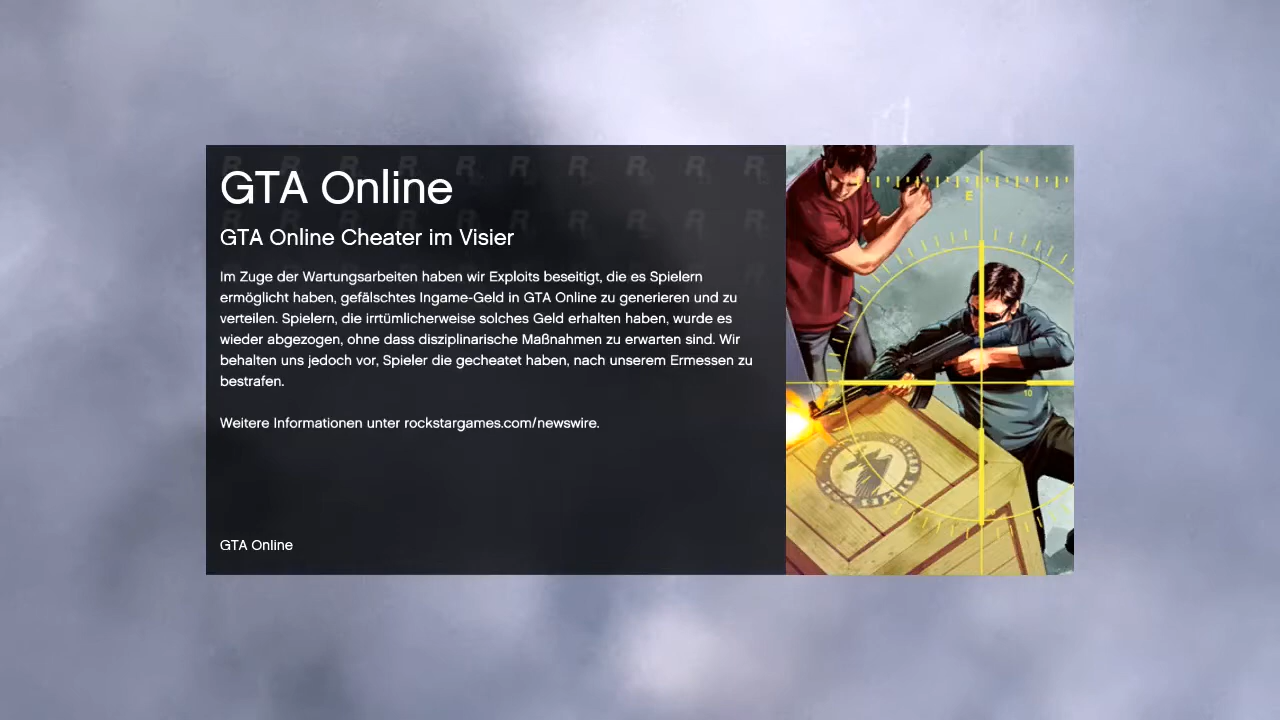 GTA Online
GTA Online Cheater im Visier
Im Zuge der Wartungsarbeiten haben wir Exploits beseitigt, die es Spielern
ermöglicht haben, gefälschtes Ingame-Geld in GTA Online zu generieren und zu
verteilen. Spielern, die irrtümlicherweise solches Geld erhalten haben, wurde es
wieder abgezogen, ohne dass disziplinarische Maßnahmen zu erwarten sind. Wir
behalten uns jedoch vor, Spieler die gecheatet haben, nach unserem Ermessen zu
bestrafen.
Weitere Informationen unter rockstargames.com/newswire.
GTA Online
E
10